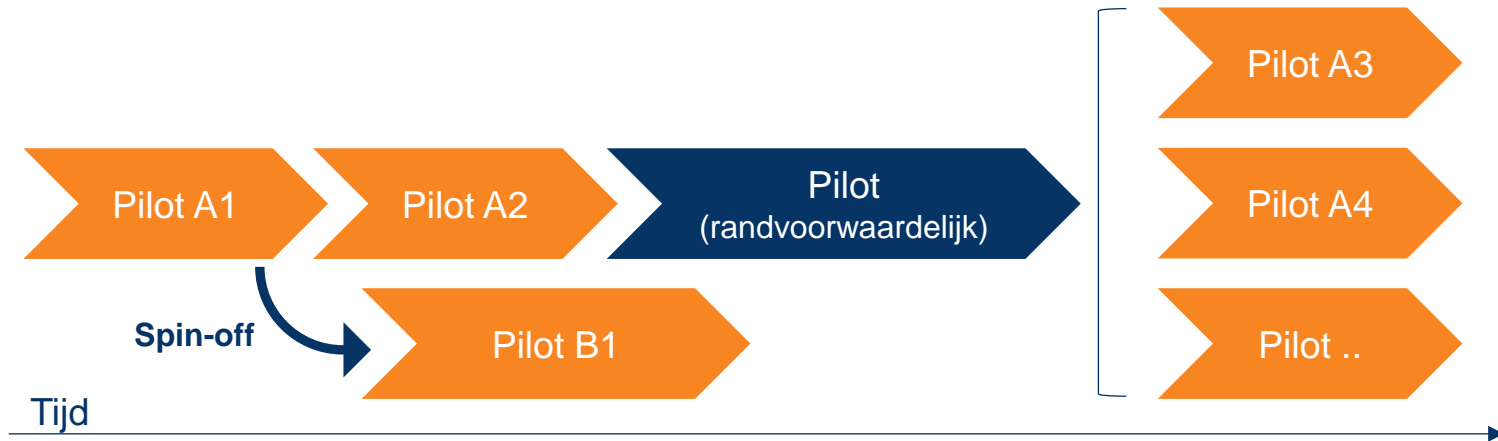 Pilot A1
Pilot A2
Pilot
(randvoorwaardelijk)
Pilot A3
Pilot A4
Pilot ..
Spin-off
Pilot B1
Tijd